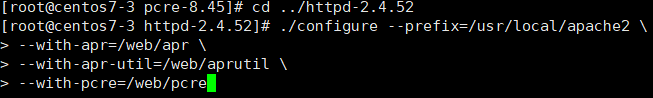 [root@centos7-3 pcre-8.45]# cd ../httpd-2.4.52
[root@centos7-3 httpd-2.4.52]# ./configure --prefix=/usr/local/apache2 \
> --with-apr=/web/apr \
> --with-apr-util=/web/aprutil \
> --with-pcre=/web/pcre